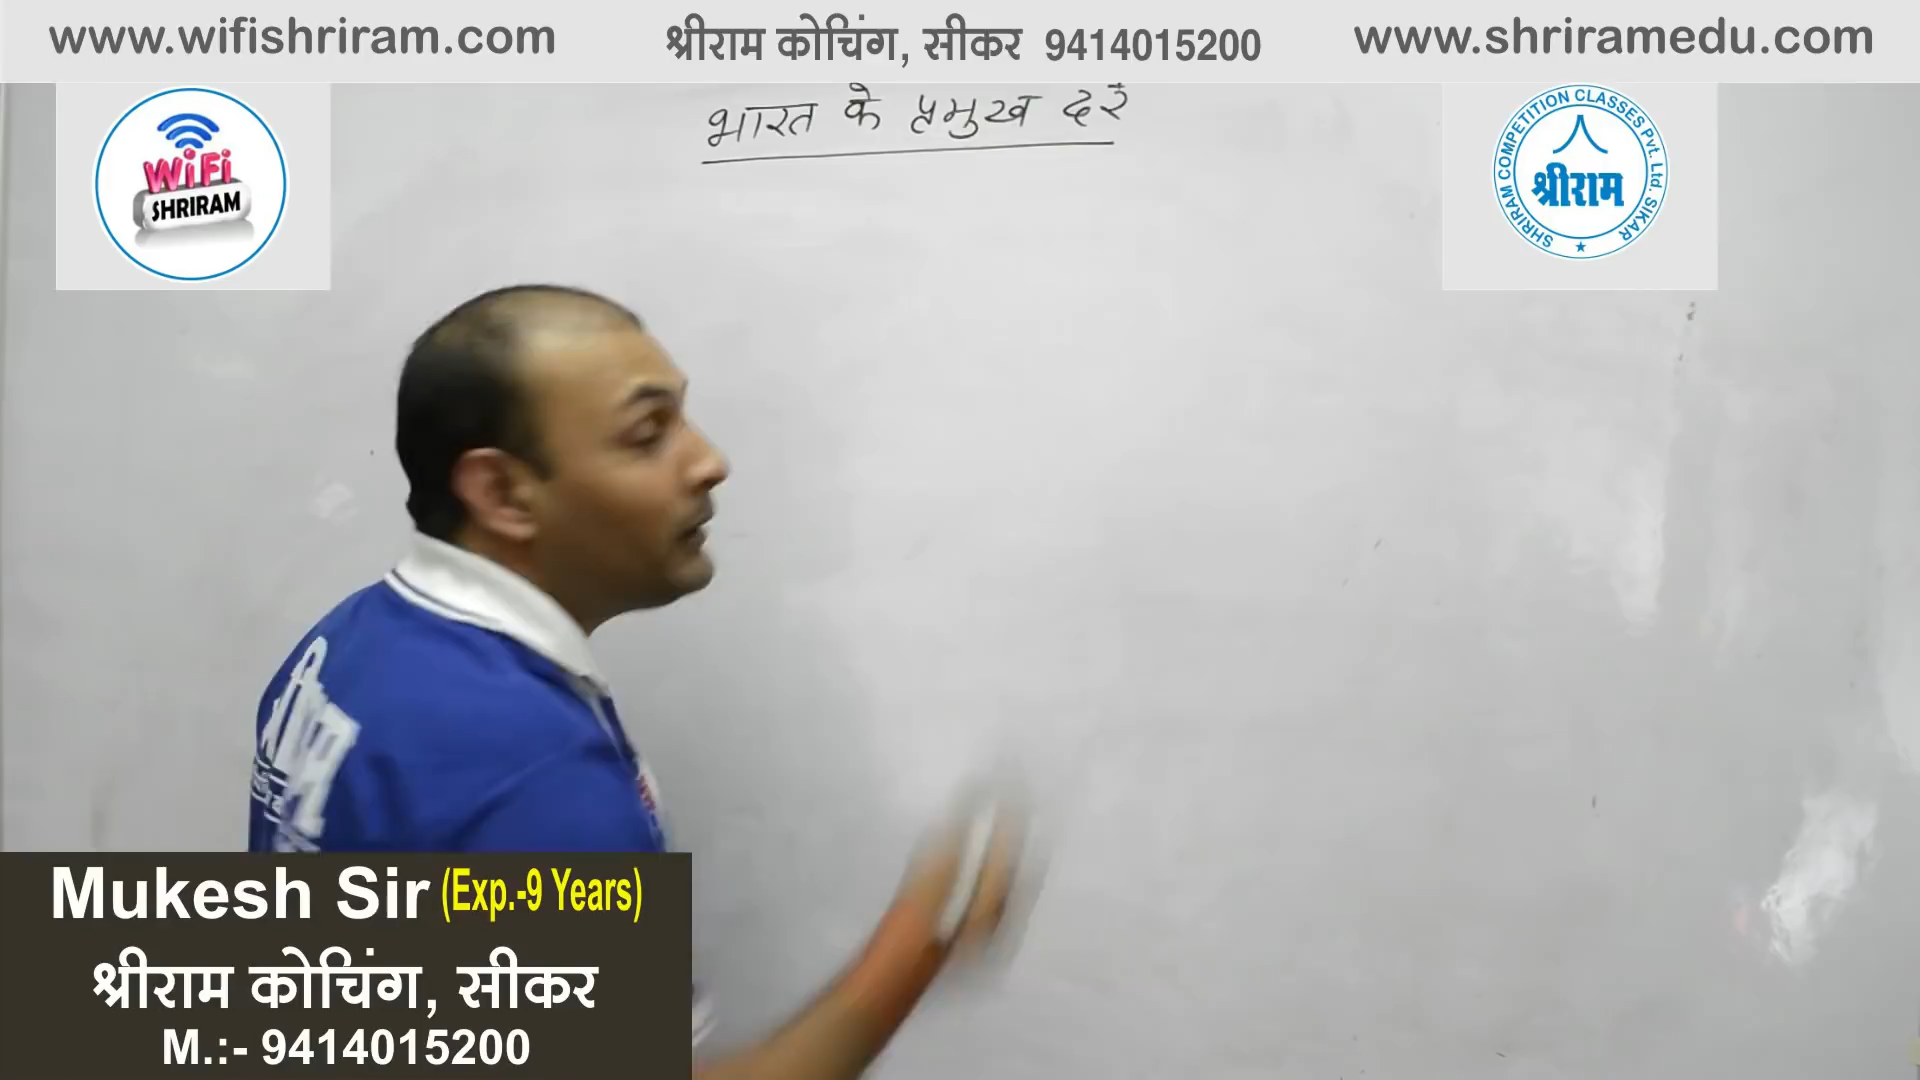 www.wifishriram.com
श्रीराम कोचिंग, सीकर 9414015200
www.shriramedu.com
भारत के प्रमुख दर्रे
WiFi
SHRIRAM
SHRIRAM COMPETITION CLASSES Pvt. Ltd. SIKAR
श्रीराम
Mukesh Sir (Exp.-9 Years)
श्रीराम कोचिंग, सीकर
M.:- 9414015200